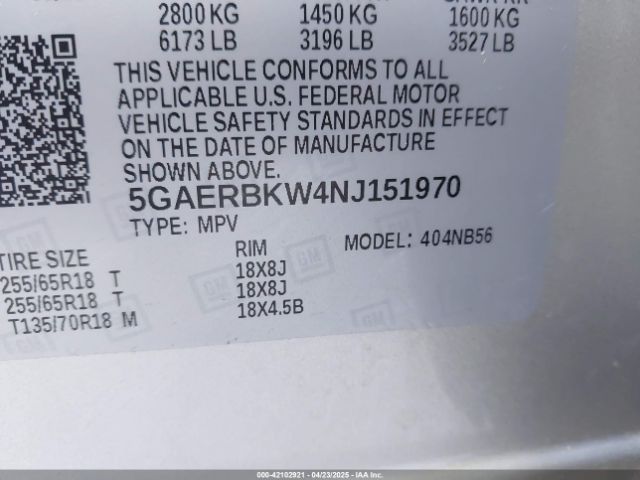 2800 KG 1450 KG 1600 KG
6173 LB 3196 LB 3527 LB
THIS VEHICLE CONFORMS TO ALL
APPLICABLE U.S. FEDERAL MOTOR
VEHICLE SAFETY STANDARDS IN EFFECT
ON THE DATE OF MANUFACTURE
SHOWN ABOVE.
5GAERBKW4NJ151970
TYPE: MPV
MODEL: 404NB56
TIRE SIZE RIM
255/65R18 T 18X8J
255/65R18 T 18X8J
T135/70R18 M 18X4.5B
GM
000-42102921 - 04/23/2025 - IAA Inc.